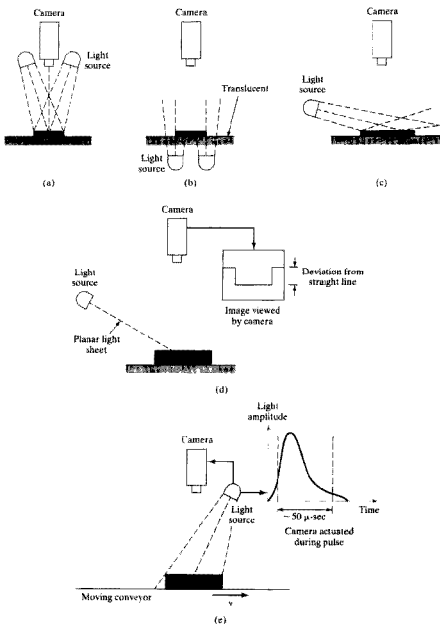 Camera
Light
source
(a)
Camera
Translucent
Light
source
(b)
Camera
Light
source
(c)
Camera
Light
source
Planar light
sheet
Deviation from
straight line
Image viewed
by camera
(d)
Light
amplitude
Camera
Light
source
Time
~ 50 μ-sec
Camera actuated
during pulse
Moving conveyor
v
(e)